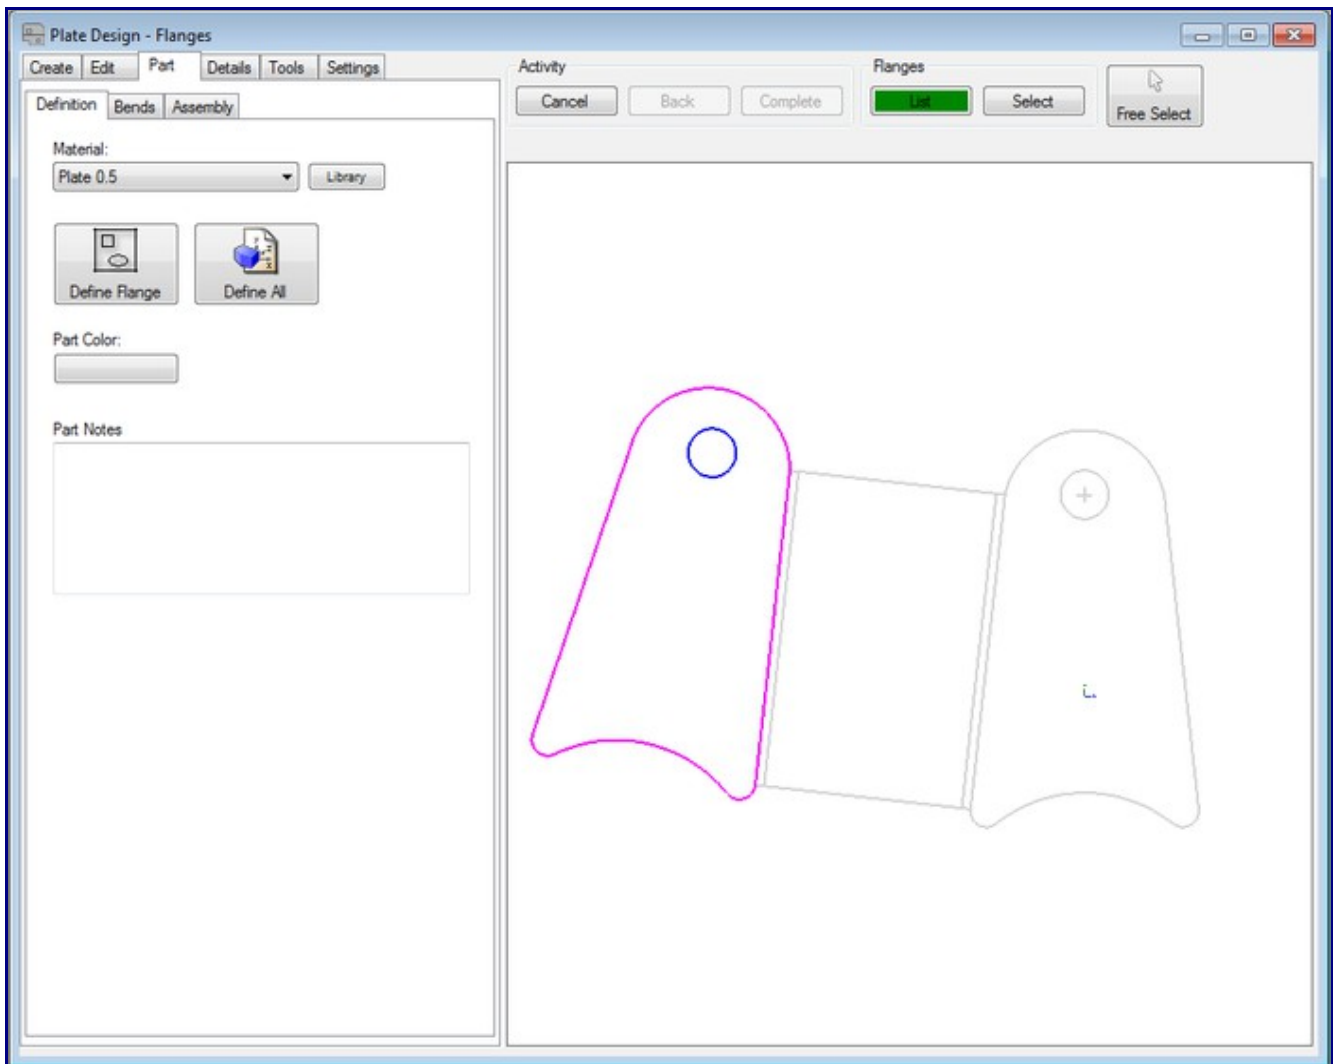 Plate Design - Flanges
Create Edit Part Details Tools Settings
Activity
Flanges
Definition Bends Assembly
Cancel Back Complete
List Select
Free Select
Material:
Plate 0.5 Library
Define Flange Define All
Part Color:
Part Notes